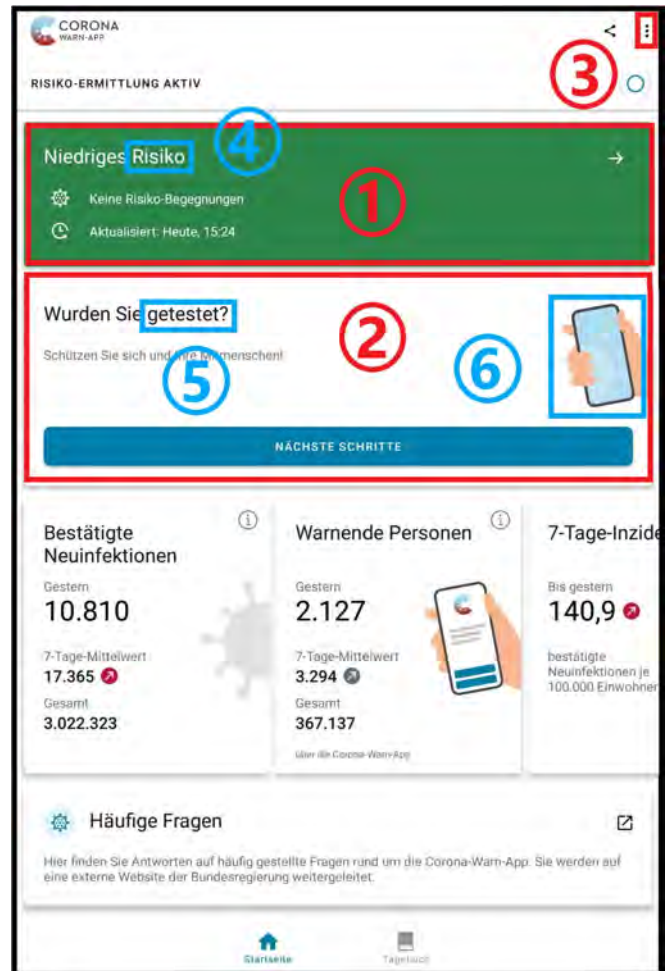 CORONA
WARN-APP
3
RISIKO-ERMITTLUNG AKTIV
4
Niedriges Risiko
Keine Risiko-Begegnungen
1
Aktualisiert: Heute, 15:24
Wurden Sie getestet?
2
Schützen Sie sich und Ihre Mitmenschen!
5
6
NÄCHSTE SCHRITTE
Bestätigte
Neuinfektionen
Gestern
10.810
7-Tage-Mittelwert
17.365
Gesamt
3.022.323
Warnende Personen
Gestern
2.127
7-Tage-Mittelwert
3.294
Gesamt
367.137
über die Corona-Warn-App
7-Tage-Inzide
Bis gestern
140,9
bestätigte
Neuinfektionen je
100.000 Einwohner
Häufige Fragen
Hier finden Sie Antworten auf häufig gestellte Fragen rund um die Corona-Warn-App. Sie werden auf
eine externe Website der Bundesregierung weitergeleitet.
Startseite
Tagebuch